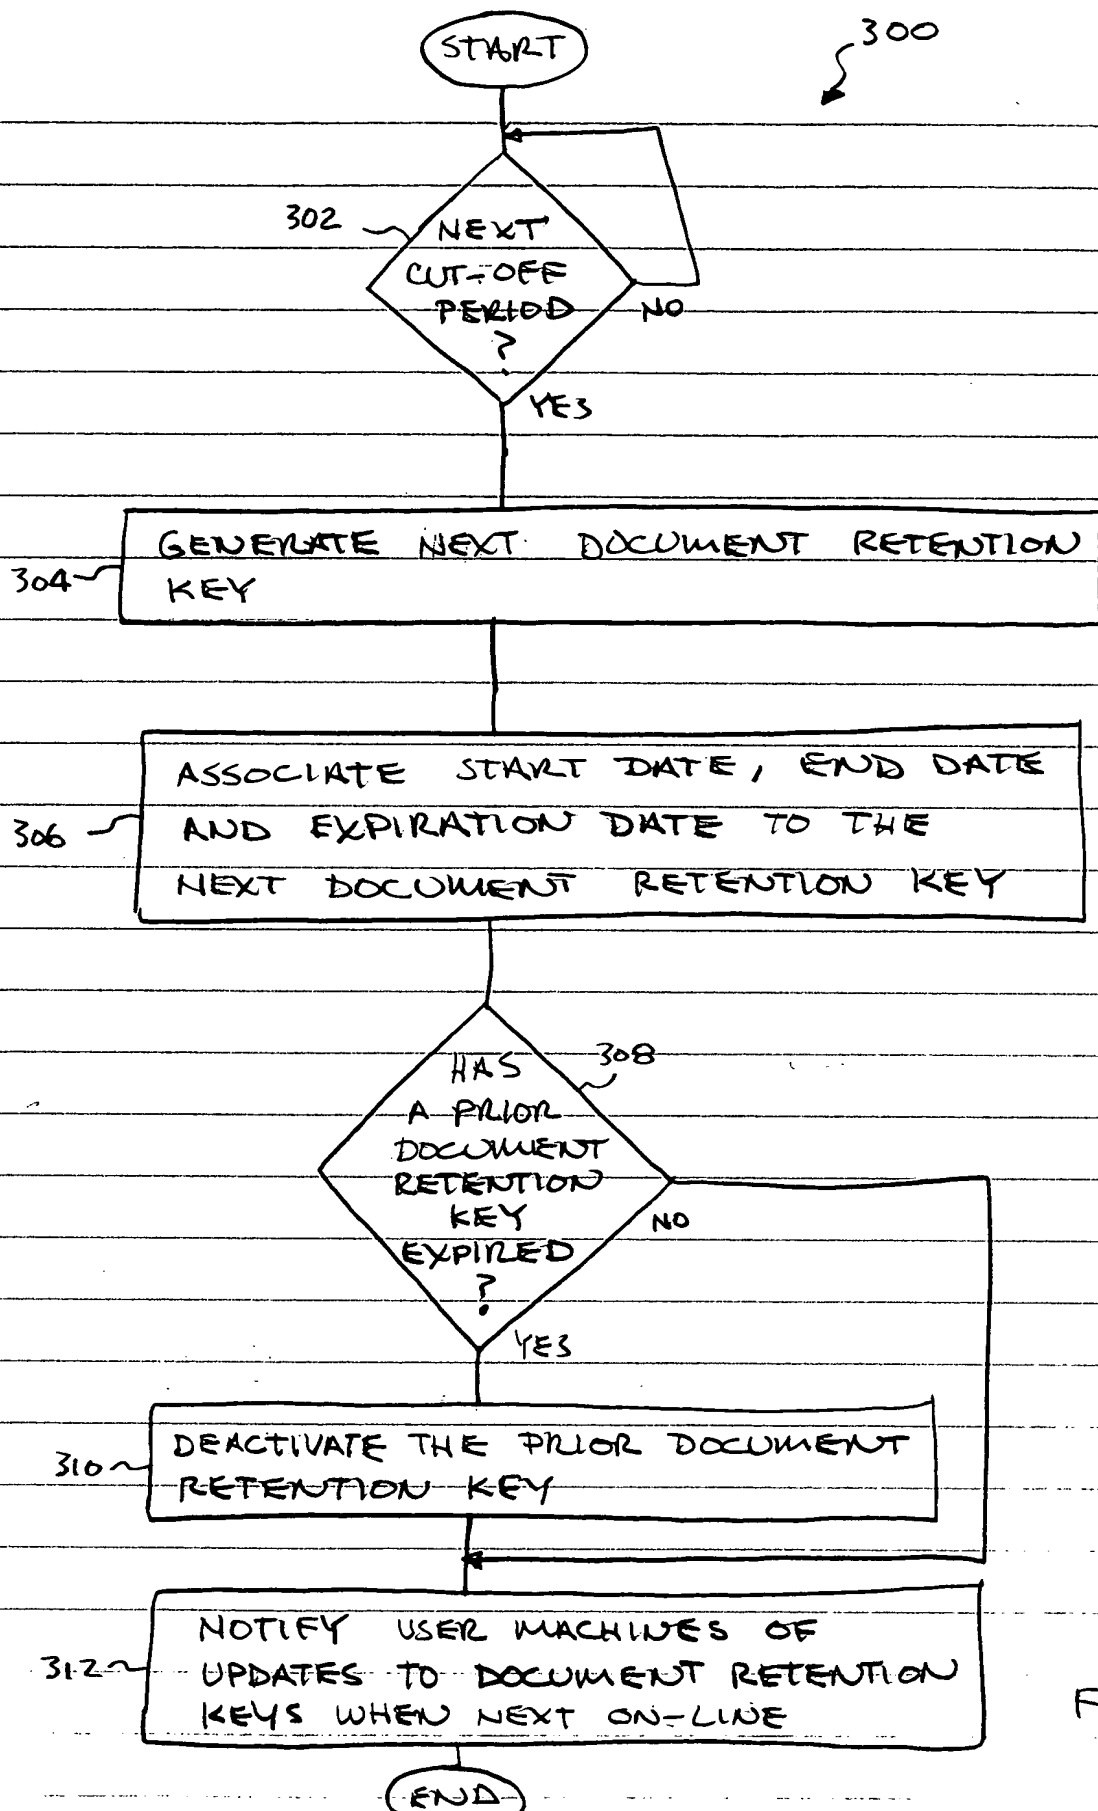 START
300
302
NEXT
CUT-OFF
PERIOD
?
NO
YES
GENERATE NEXT DOCUMENT RETENTION
KEY
304
ASSOCIATE START DATE, END DATE
AND EXPIRATION DATE TO THE
NEXT DOCUMENT RETENTION KEY
306
308
HAS
A PRIOR
DOCUMENT
RETENTION
KEY
EXPIRED
?
NO
YES
DEACTIVATE THE PRIOR DOCUMENT
RETENTION KEY
310
NOTIFY USER MACHINES OF
UPDATES TO DOCUMENT RETENTION
KEYS WHEN NEXT ON-LINE
312
F
END